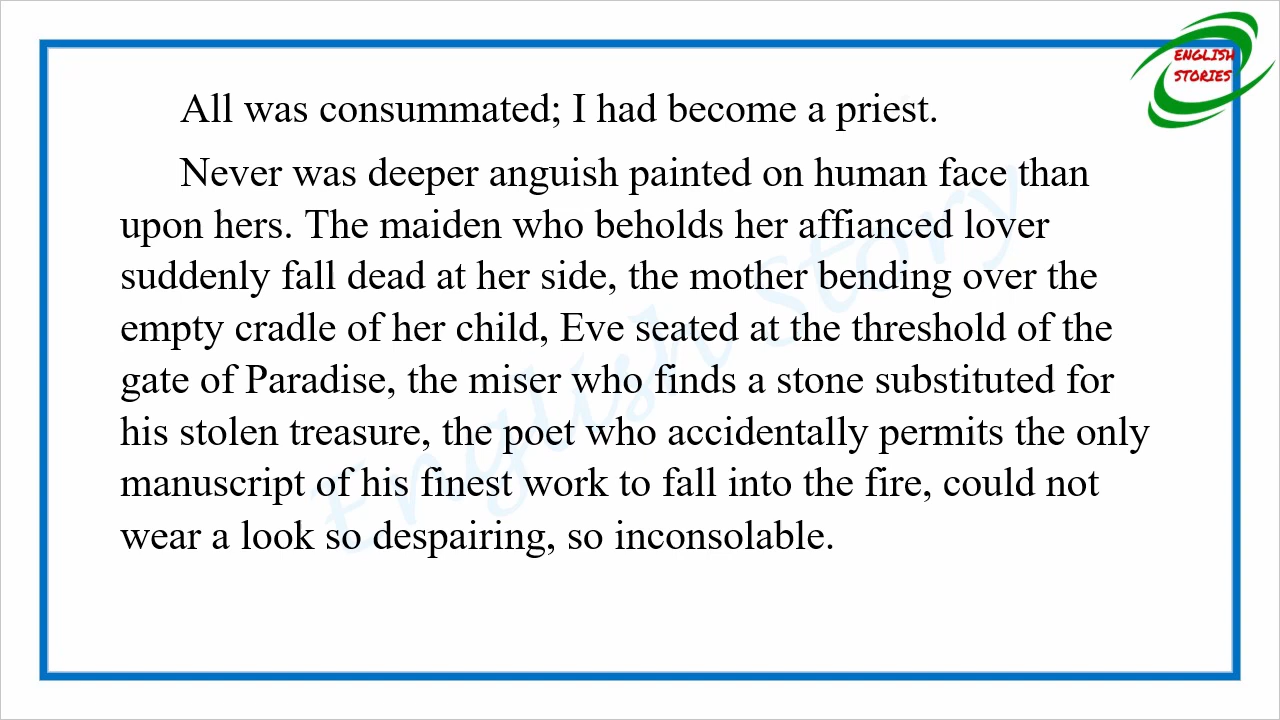 ENGLISH
STORIES
All was consummated; I had become a priest.
Never was deeper anguish painted on human face than
upon hers. The maiden who beholds her affianced lover
suddenly fall dead at her side, the mother bending over the
empty cradle of her child, Eve seated at the threshold of the
gate of Paradise, the miser who finds a stone substituted for
his stolen treasure, the poet who accidentally permits the only
manuscript of his finest work to fall into the fire, could not
wear a look so despairing, so inconsolable.
English Story